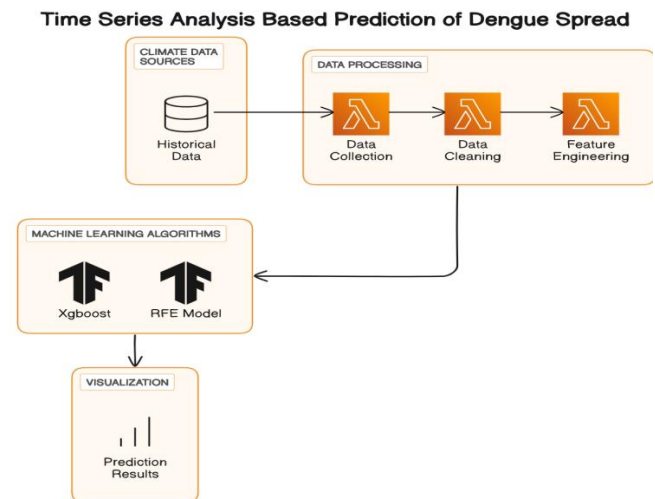 Time Series Analysis Based Prediction of Dengue Spread
CLIMATE DATA
SOURCES
Historical
Data
DATA PROCESSING
Data
Collection
Data
Cleaning
Feature
Engineering
MACHINE LEARNING ALGORITHMS
Xgboost
RFE Model
VISUALIZATION
Prediction
Results